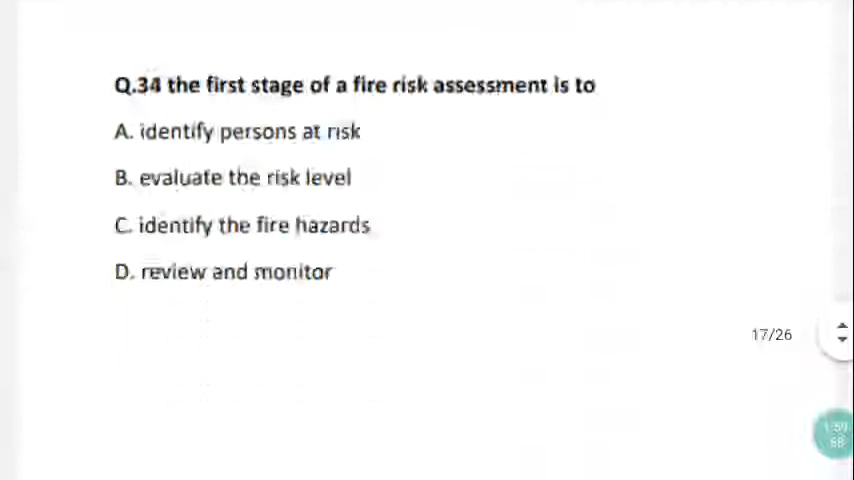 Q.34 the first stage of a fire risk assessment is to
A. identify persons at risk
B. evaluate the risk level
C. identify the fire hazards
D. review and monitor
17/26